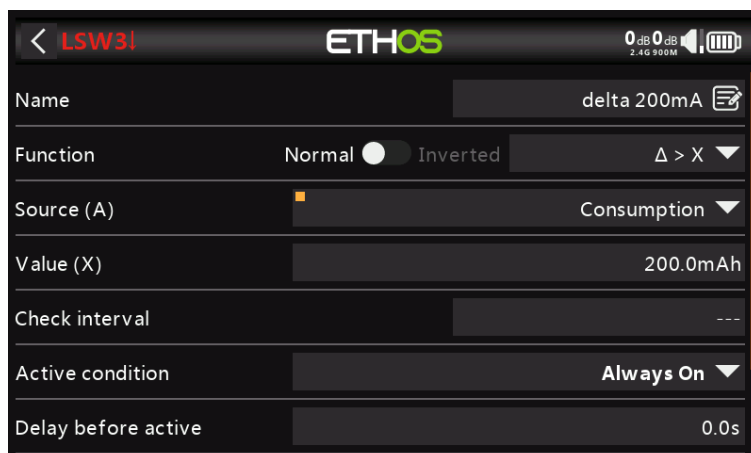 LSW3↓ ETHOS 0dB 0dB
2.4G 900M
Name delta 200mA
Function Normal Inverted Δ > X
Source (A) Consumption
Value (X) 200.0mAh
Check interval ---
Active condition Always On
Delay before active 0.0s